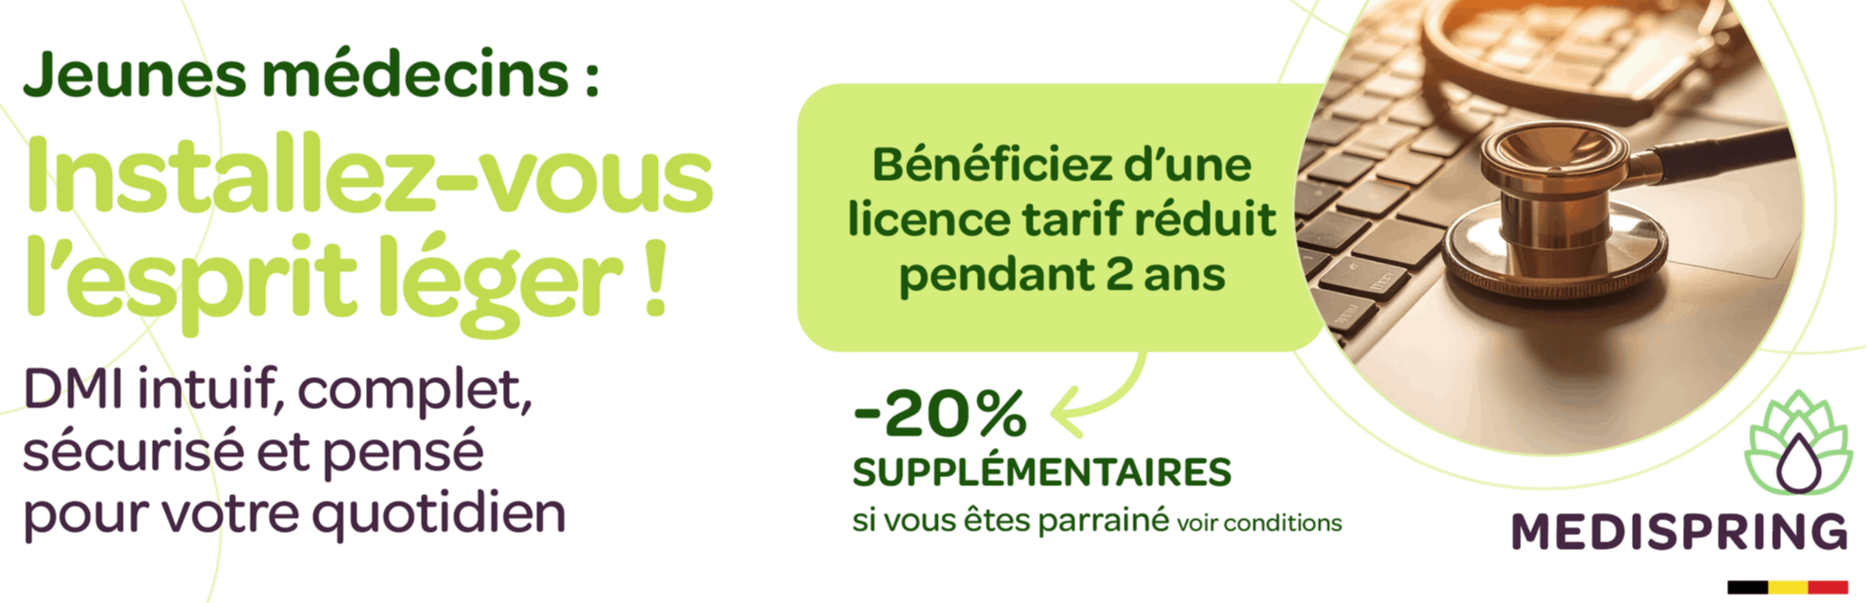 Jeunes médecins :
Installez-vous
l'esprit léger !
DMI intuif, complet,
sécurisé et pensé
pour votre quotidien
Bénéficiez d'une
licence tarif réduit
pendant 2 ans
-20%
SUPPLÉMENTAIRES
si vous êtes parrainé voir conditions
MEDISPRING